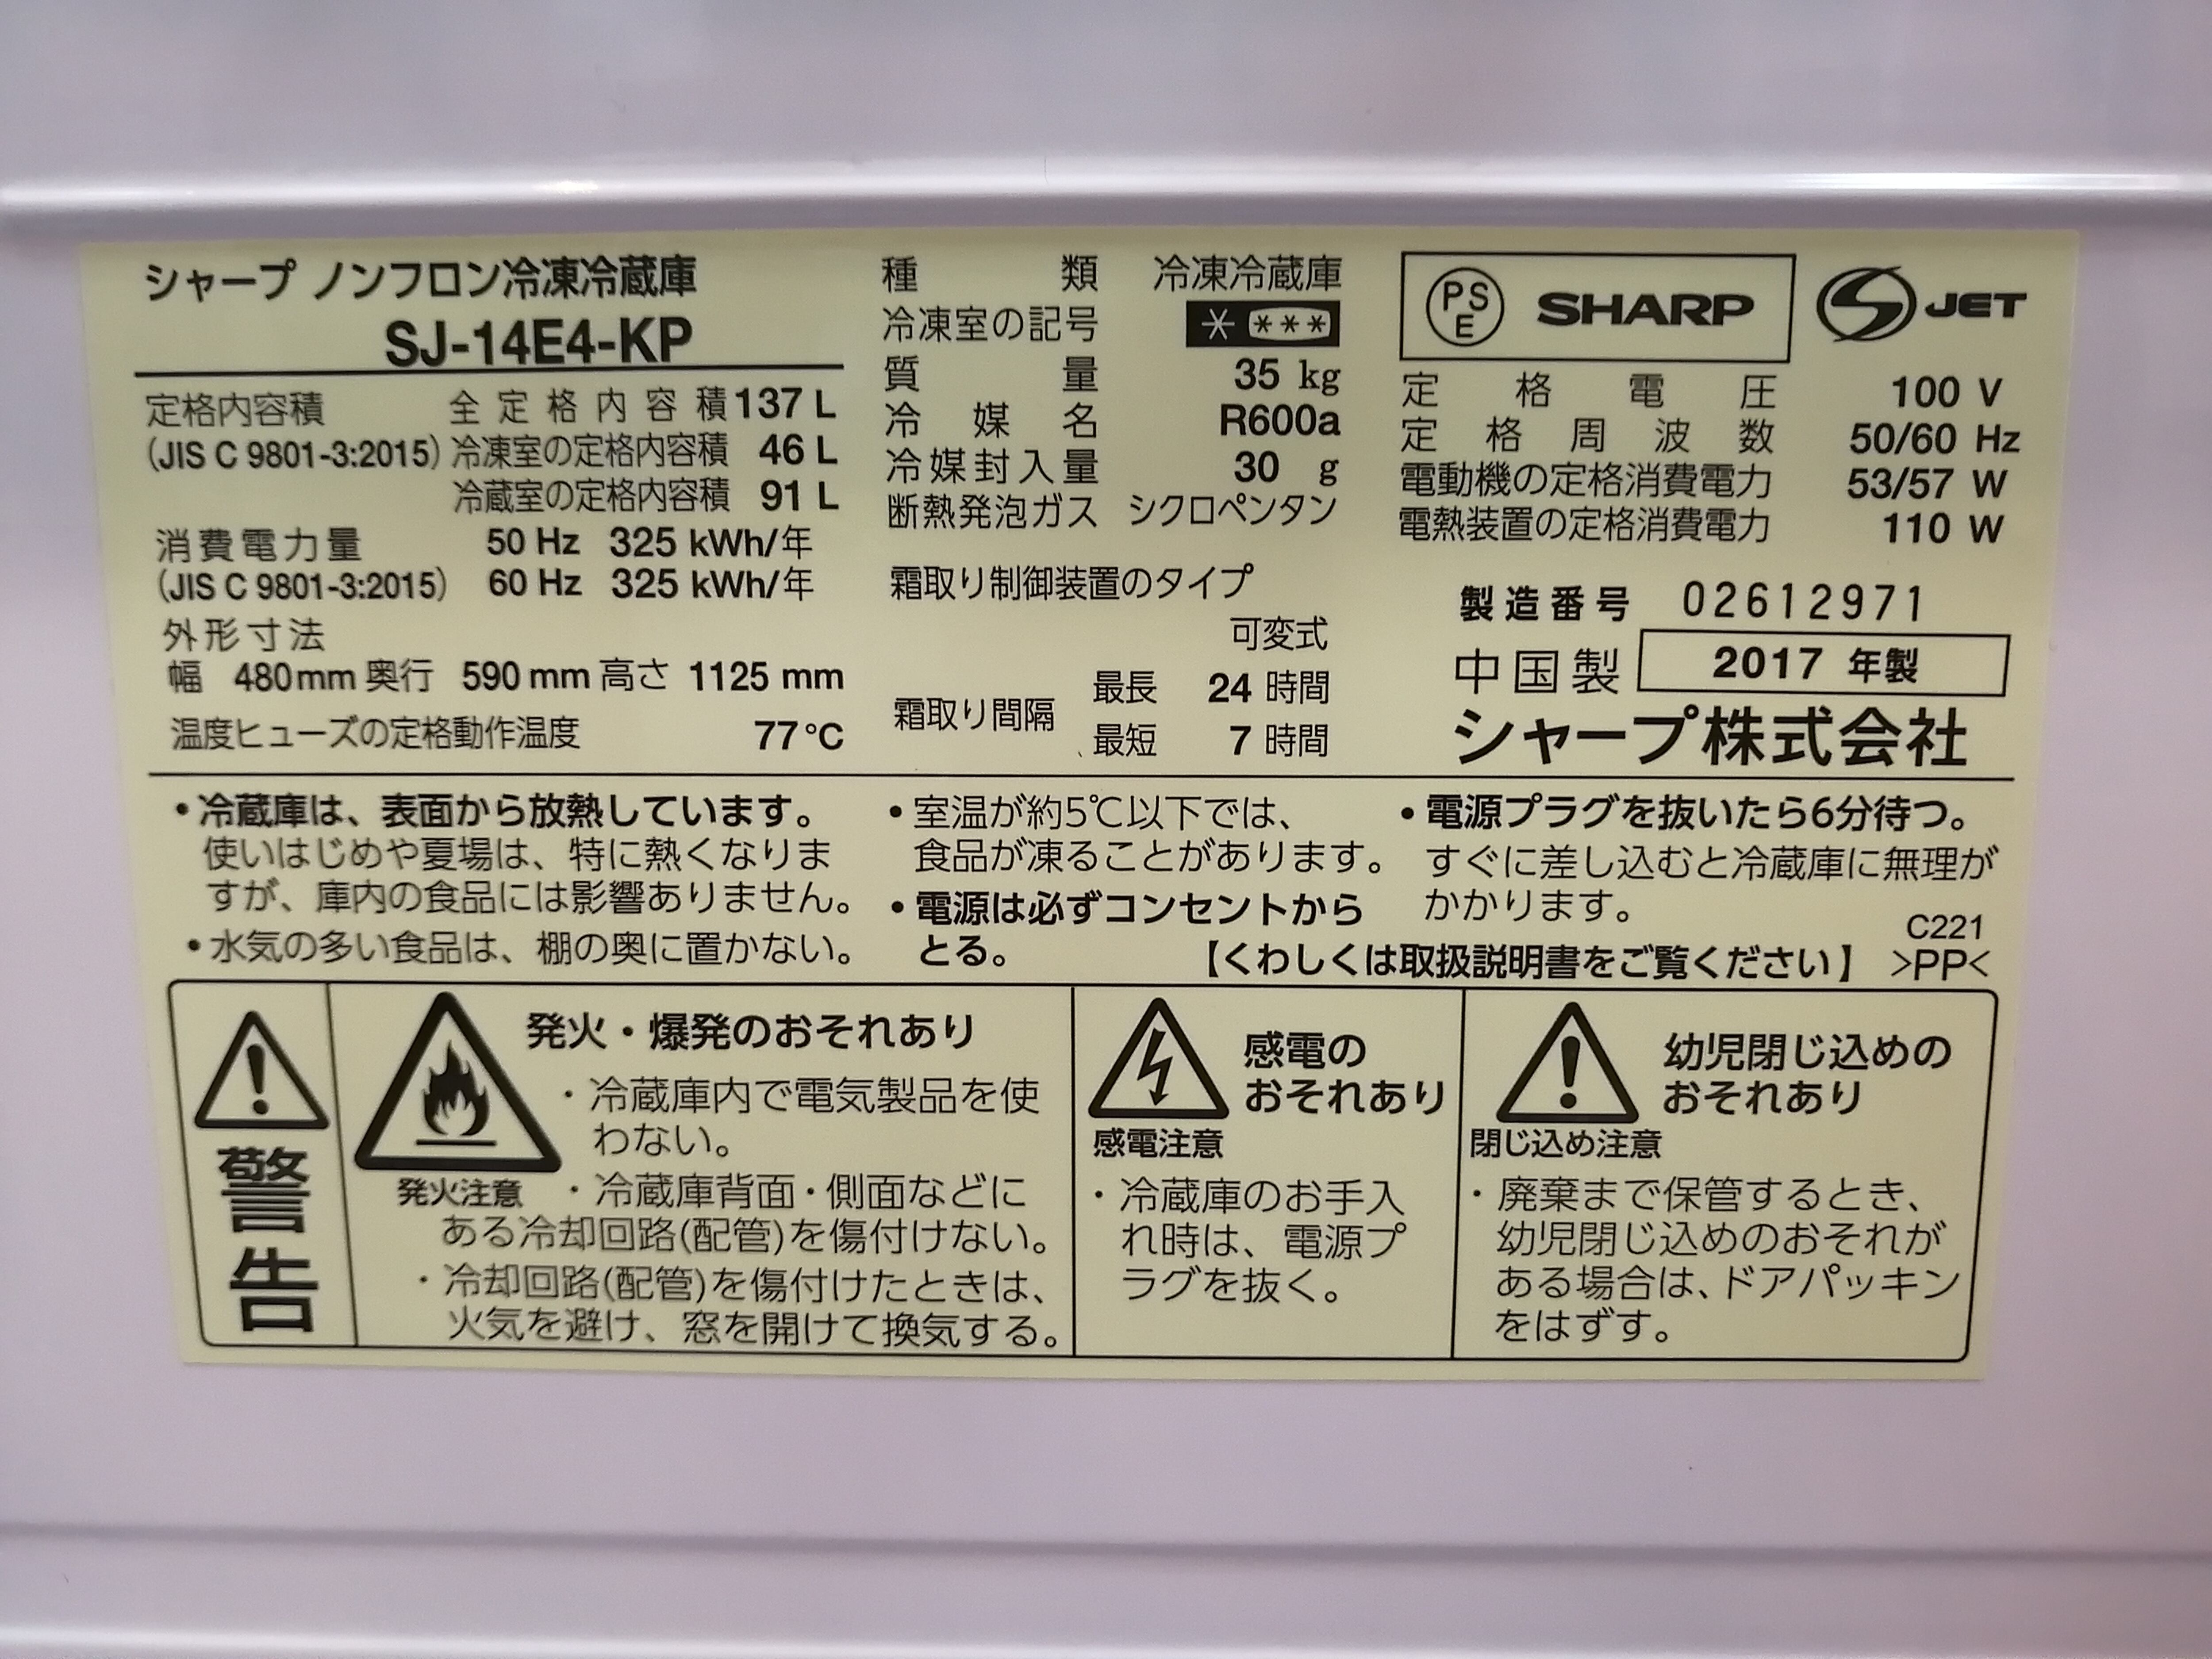 シャープ ノンフロン冷凍冷蔵庫
SJ-14E4-KP
定格内容積 全定格内容積 137 L
(JIS C 9801-3:2015) 冷凍室の定格内容積 46 L
冷蔵室の定格内容積 91 L
消費電力量 50 Hz 325 kWh/年
(JIS C 9801-3:2015) 60 Hz 325 kWh/年
外形寸法
幅 480mm 奥行 590mm 高さ 1125 mm
温度ヒューズの定格動作温度 77℃
種類 冷凍冷蔵庫
冷凍室の記号 * ***
質量 35 kg
冷媒名 R600a
冷媒封入量 30 g
断熱発泡ガス シクロペンタン
霜取り制御装置のタイプ
可変式
霜取り間隔 最長 24 時間
最短 7 時間
PSE SHARP JET
定格電圧 100 V
定格周波数 50/60 Hz
電動機の定格消費電力 53/57 W
電熱装置の定格消費電力 110 W
製造番号 02612971
中国製 2017 年製
シャープ株式会社
・冷蔵庫は、表面から放熱しています。
使いはじめや夏場は、特に熱くなりま
すが、庫内の食品には影響ありません。
・水気の多い食品は、棚の奥に置かない。
・室温が約5℃以下では、
食品が凍ることがあります。
・電源は必ずコンセントから
とる。
・電源プラグを抜いたら6分待つ。
すぐに差し込むと冷蔵庫に無理が
かかります。
C221
【くわしくは取扱説明書をご覧ください】 >PP<
警告
発火・爆発のおそれあり
・冷蔵庫内で電気製品を使
わない。
発火注意 ・冷蔵庫背面・側面などに
ある冷却回路(配管)を傷付けない。
・冷却回路(配管)を傷付けたときは、
火気を避け、窓を開けて換気する。
感電の
おそれあり
感電注意
・冷蔵庫のお手入
れ時は、電源プ
ラグを抜く。
幼児閉じ込めの
おそれあり
閉じ込め注意
・廃棄まで保管するとき、
幼児閉じ込めのおそれが
ある場合は、ドアパッキン
をはずす。